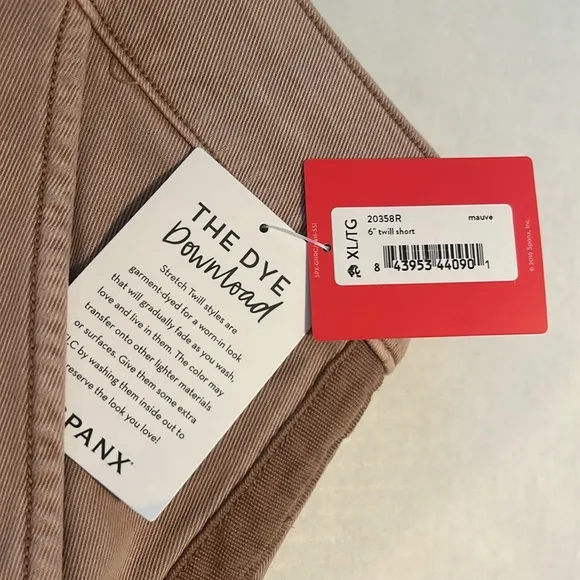 THE DYE
Download
Stretch Twill styles are
garment-dyed for a worn-in look
that will gradually fade as you wash,
love and live in them. The color may
transfer onto other lighter materials
or surfaces. Give them some extra
TLC by washing them inside out to
preserve the look you love!
SPANX
XL/TG
20358R mauve
6" twill short
8 43953 44090 1
© 2019 Spanx, Inc.